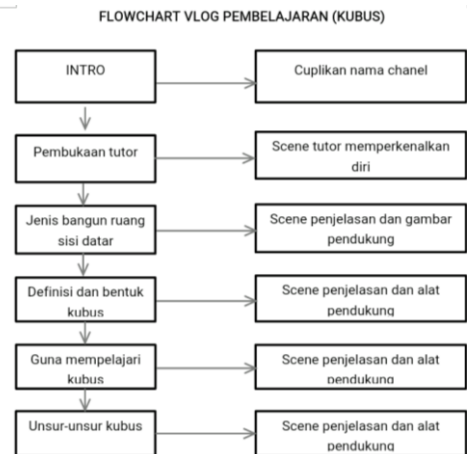 FLOWCHART VLOG PEMBELAJARAN (KUBUS)
INTRO
Cuplikan nama chanel
Pembukaan tutor
Scene tutor memperkenalkan
diri
Jenis bangun ruang
sisi datar
Scene penjelasan dan gambar
pendukung
Definisi dan bentuk
kubus
Scene penjelasan dan alat
pendukung
Guna mempelajari
kubus
Scene penjelasan dan alat
pendukung
Unsur-unsur kubus
Scene penjelasan dan alat
pendukung